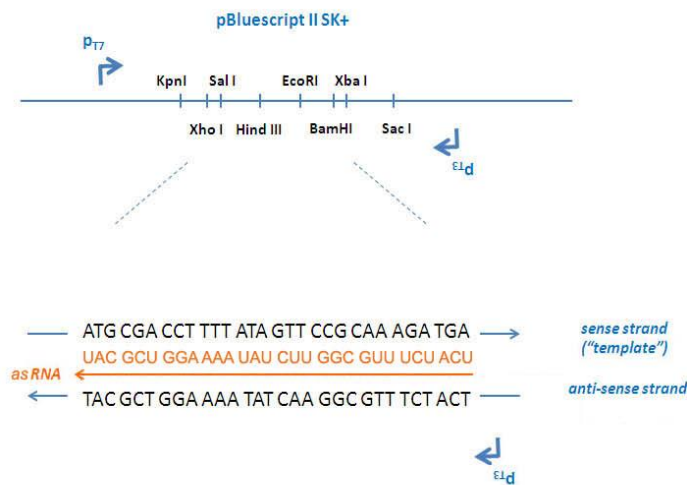 pBluescript II SK+
pT7
KpnI Sal I EcoRI Xba I
Xho I Hind III BamHI Sac I
pT3
ATG CGA CCT TTT ATA GTT CCG CAA AGA TGA sense strand
("template")
UAC GCU GGA AAA UAU CUU GGC GUU UCU ACU
asRNA
TAC GCT GGA AAA TAT CAA GGC GTT TCT ACT anti-sense strand
pT3